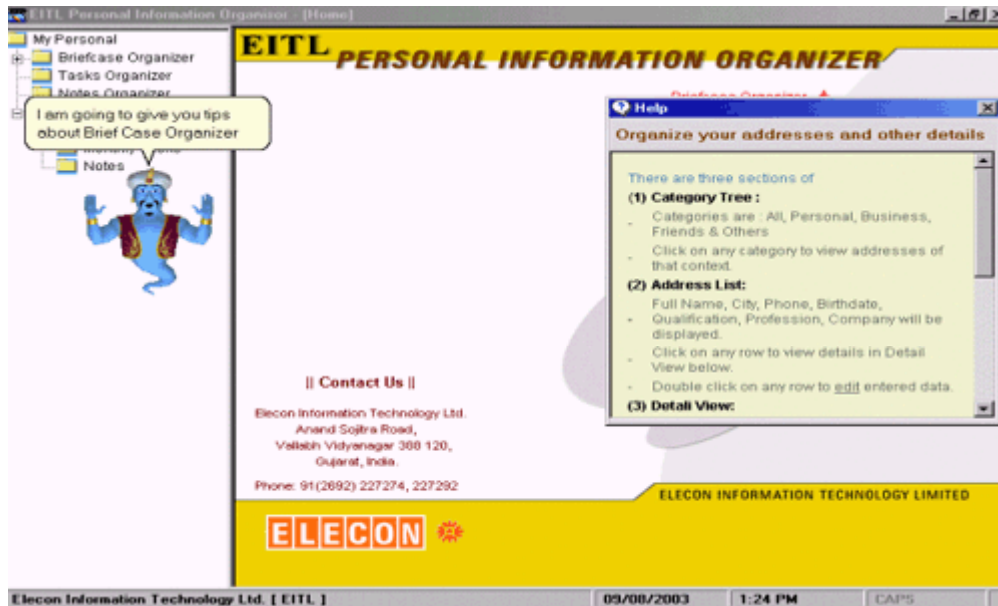 EITL Personal Information Organizer - [Home]
My Personal
Briefcase Organizer
Tasks Organizer
Notes Organizer
I am going to give you tips
about Brief Case Organizer
Notes
EITL
PERSONAL INFORMATION ORGANIZER
Briefcase Organizer
Help
Organize your addresses and other details
There are three sections of
(1) Category Tree :
- Categories are : All, Personal, Business,
Friends & Others
- Click on any category to view addresses of
that context.
(2) Address List:
Full Name, City, Phone, Birthdate,
- Qualification, Profession, Company will be
displayed.
- Click on any row to view details in Detail
View below.
- Double click on any row to edit entered data.
(3) Detali View:
|| Contact Us ||
Elecon Information Technology Ltd.
Anand Sojitra Road,
Vallabh Vidyanagar 388 120,
Gujarat, India.
Phone: 91(2692) 227274, 227292
ELECON INFORMATION TECHNOLOGY LIMITED
ELECON
Elecon Information Technology Ltd. [ EITL ]
09/08/2003
1:24 PM
CAPS